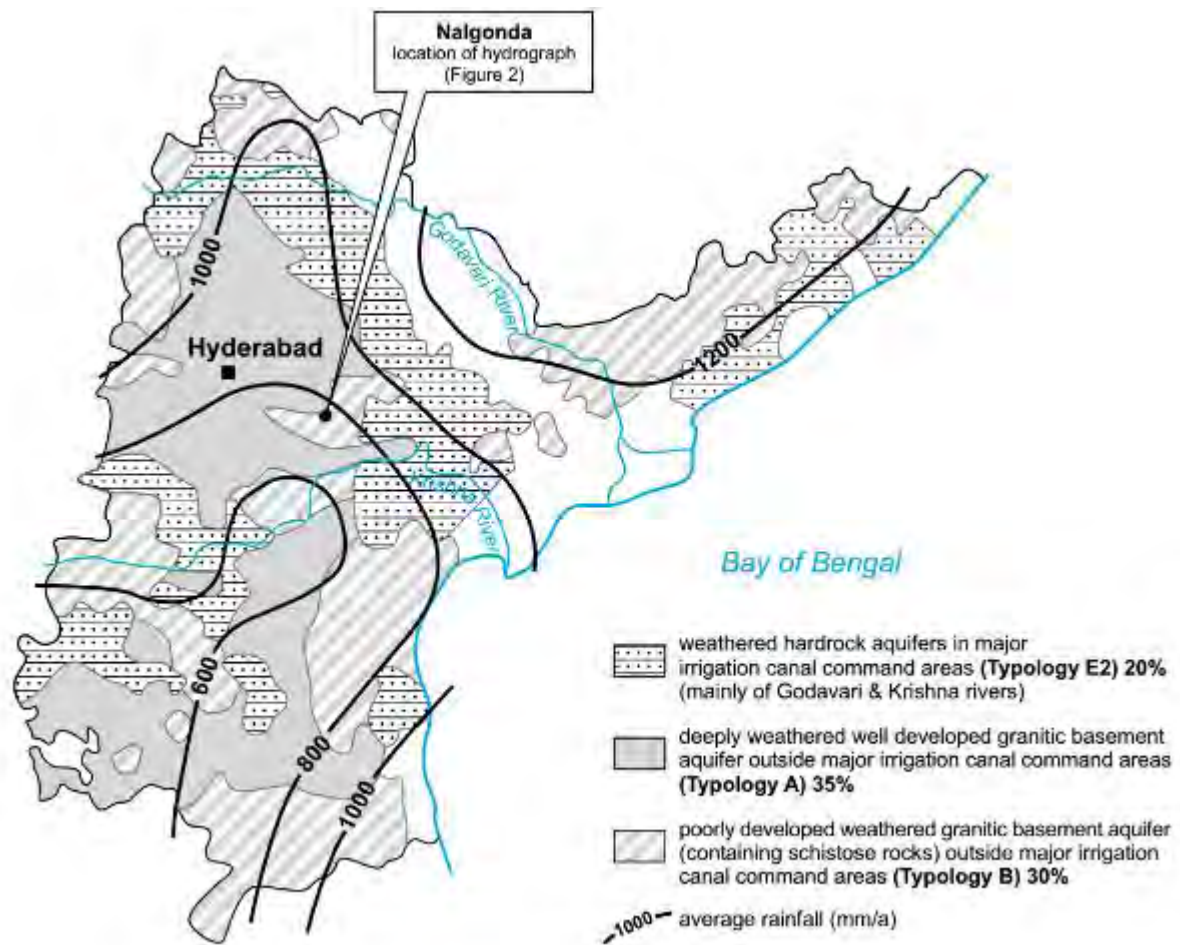 Nalgonda
location of hydrograph
(Figure 2)
1000
Godavari River
Hyderabad
1200
Krishna River
Bay of Bengal
600
800
1000
weathered hardrock aquifers in major
irrigation canal command areas (Typology E2) 20%
(mainly of Godavari & Krishna rivers)
deeply weathered well developed granitic basement
aquifer outside major irrigation canal command areas
(Typology A) 35%
poorly developed weathered granitic basement aquifer
(containing schistose rocks) outside major irrigation
canal command areas (Typology B) 30%
1000 average rainfall (mm/a)